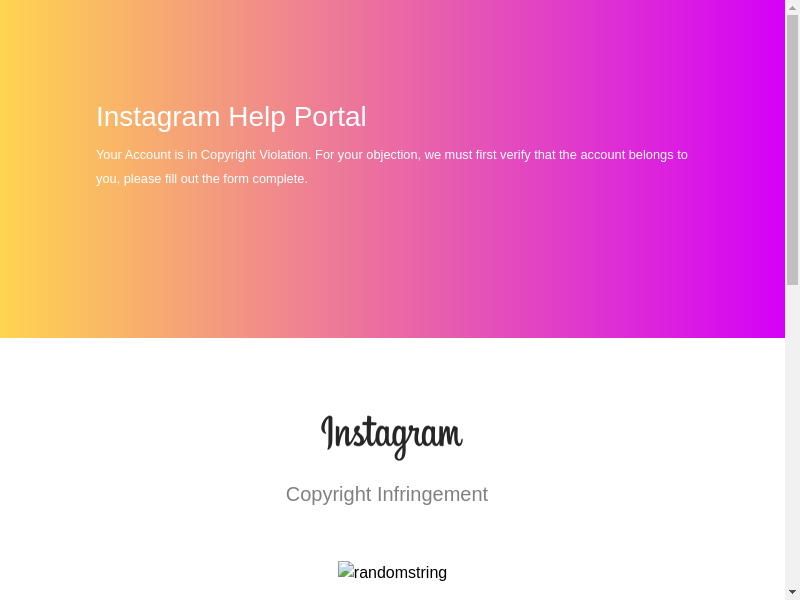 Instagram Help Portal
Your Account is in Copyright Violation. For your objection, we must first verify that the account belongs to
you, please fill out the form complete.
Instagram
Copyright Infringement
randomstring